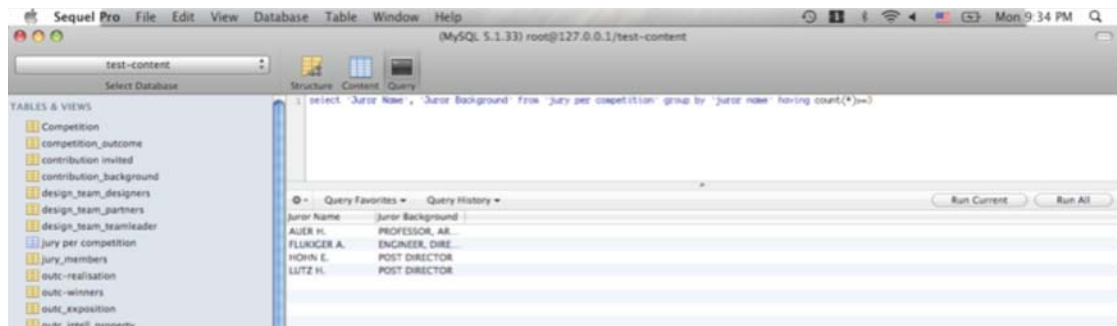 Sequel Pro File Edit View Database Table Window Help Mon 9:34 PM
(MySQL 5.1.33) root@127.0.0.1/test-content
test-content
Select Database
Structure Content Query
TABLES & VIEWS
Competition
competition_outcome
contribution invited
contribution_background
design_team_designers
design_team_partners
design_team_teamleader
jury per competition
jury_members
outc-realisation
outc-winners
outc_exposition
outc_intell_property
1 select `Juror Name`, `Juror Background` from `jury per competition` group by `juror name` having count(*)>=3
Query Favorites Query History Run Current Run All
Juror Name Juror Background
AUER H. PROFESSOR, AR...
FLUKIGER A. ENGINEER, DIRE...
HOHN E. POST DIRECTOR
LUTZ H. POST DIRECTOR